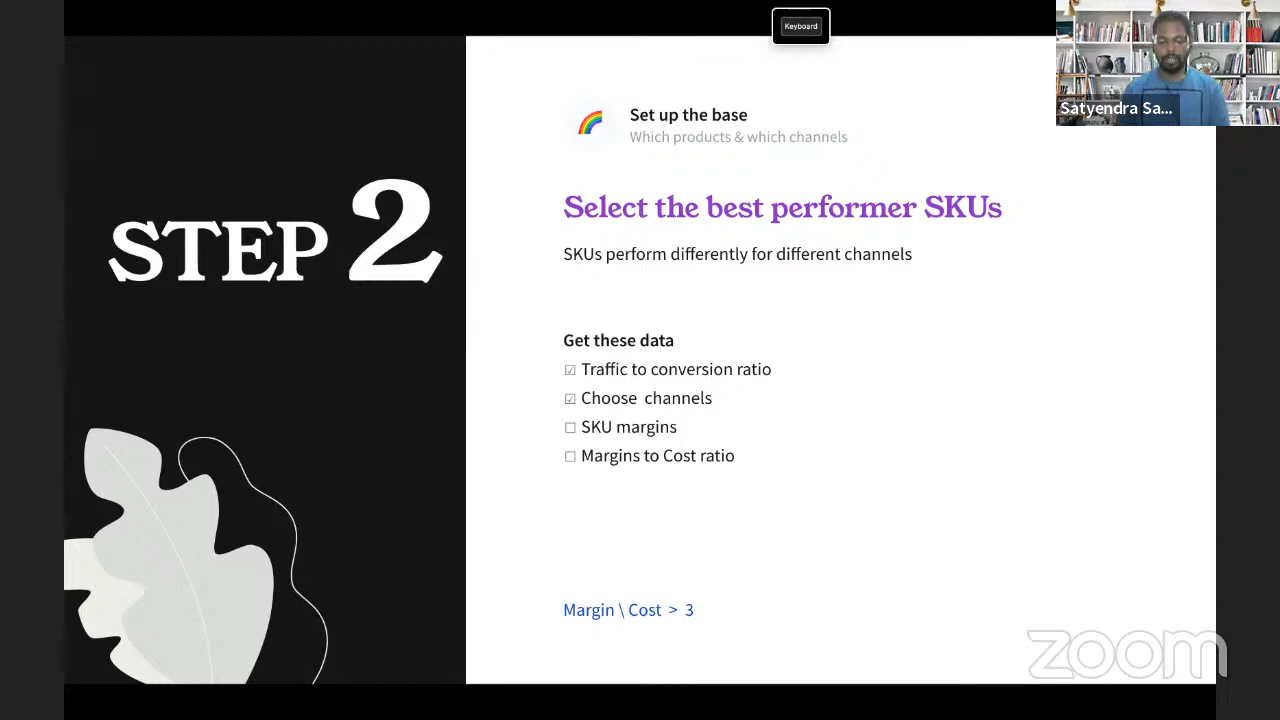 Keyboard
Satyendra Sa...
STEP 2
Set up the base
Which products & which channels
Select the best performer SKUs
SKUs perform differently for different channels
Get these data
☑ Traffic to conversion ratio
☑ Choose channels
☐ SKU margins
☐ Margins to Cost ratio
Margin \ Cost > 3
zoom